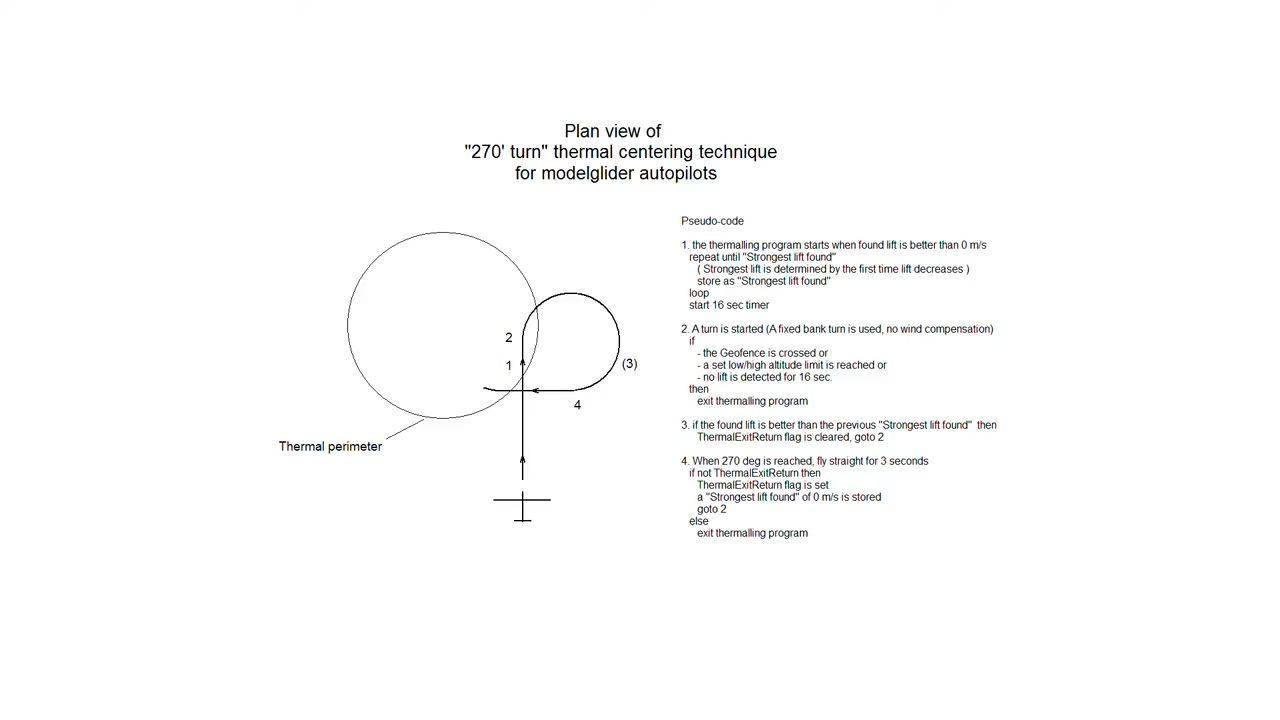 Plan view of
"270' turn" thermal centering technique
for modelglider autopilots
Pseudo-code
1. the thermalling program starts when found lift is better than 0 m/s
repeat until "Strongest lift found"
( Strongest lift is determined by the first time lift decreases )
store as "Strongest lift found"
loop
start 16 sec timer
2. A turn is started (A fixed bank turn is used, no wind compensation)
if
- the Geofence is crossed or
- a set low/high altitude limit is reached or
- no lift is detected for 16 sec.
then
exit thermalling program
3. if the found lift is better than the previous "Strongest lift found" then
ThermalExitReturn flag is cleared, goto 2
4. When 270 deg is reached, fly straight for 3 seconds
if not ThermalExitReturn then
ThermalExitReturn flag is set
a "Strongest lift found" of 0 m/s is stored
goto 2
else
exit thermalling program
2
1
(3)
4
Thermal perimeter